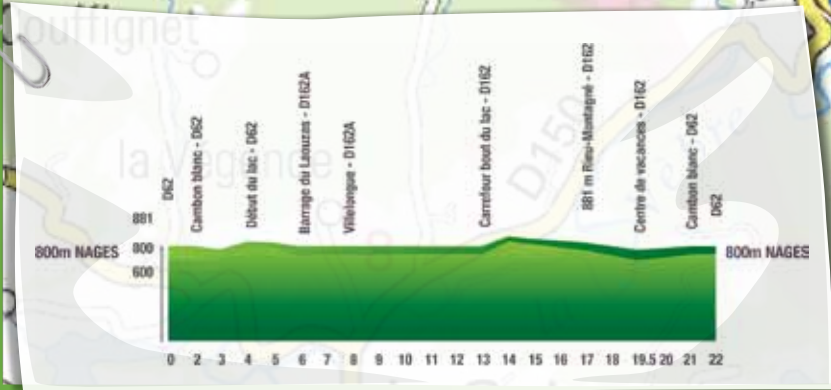 ouffignet
la Vegende
D150
D62
Cambon blanc - D62
Début du lac - D62
Barrage du Laouzas - D162A
Villelongue - D162A
Carrefour bout du lac - D162
881 m Rieu-Montagné - D162
Centre de vacances - D162
Cambon blanc - D62
D62
881
800
600
800m NAGES
800m NAGES
0 2 3 4 5 6 7 8 9 10 11 12 13 14 15 16 17 18 19.5 20 21 22